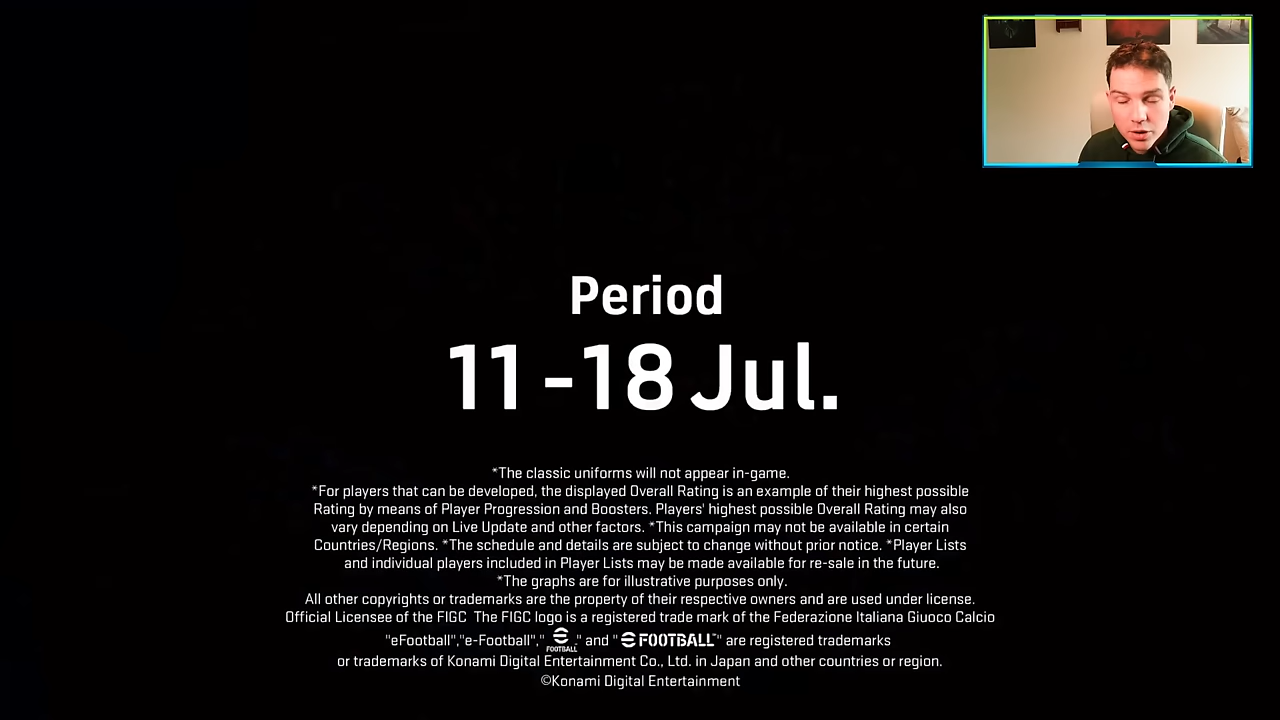 Period
11-18 Jul.
*The classic uniforms will not appear in-game.
*For players that can be developed, the displayed Overall Rating is an example of their highest possible
Rating by means of Player Progression and Boosters. Players' highest possible Overall Rating may also
vary depending on Live Update and other factors. *This campaign may not be available in certain
Countries/Regions. *The schedule and details are subject to change without prior notice. *Player Lists
and individual players included in Player Lists may be made available for re-sale in the future.
*The graphs are for illustrative purposes only.
All other copyrights or trademarks are the property of their respective owners and are used under license.
Official Licensee of the FIGC The FIGC logo is a registered trade mark of the Federazione Italiana Giuoco Calcio
"eFootball","e-Football"," FOOTBALL" and "eFOOTBALL™" are registered trademarks
or trademarks of Konami Digital Entertainment Co., Ltd. in Japan and other countries or region.
©Konami Digital Entertainment